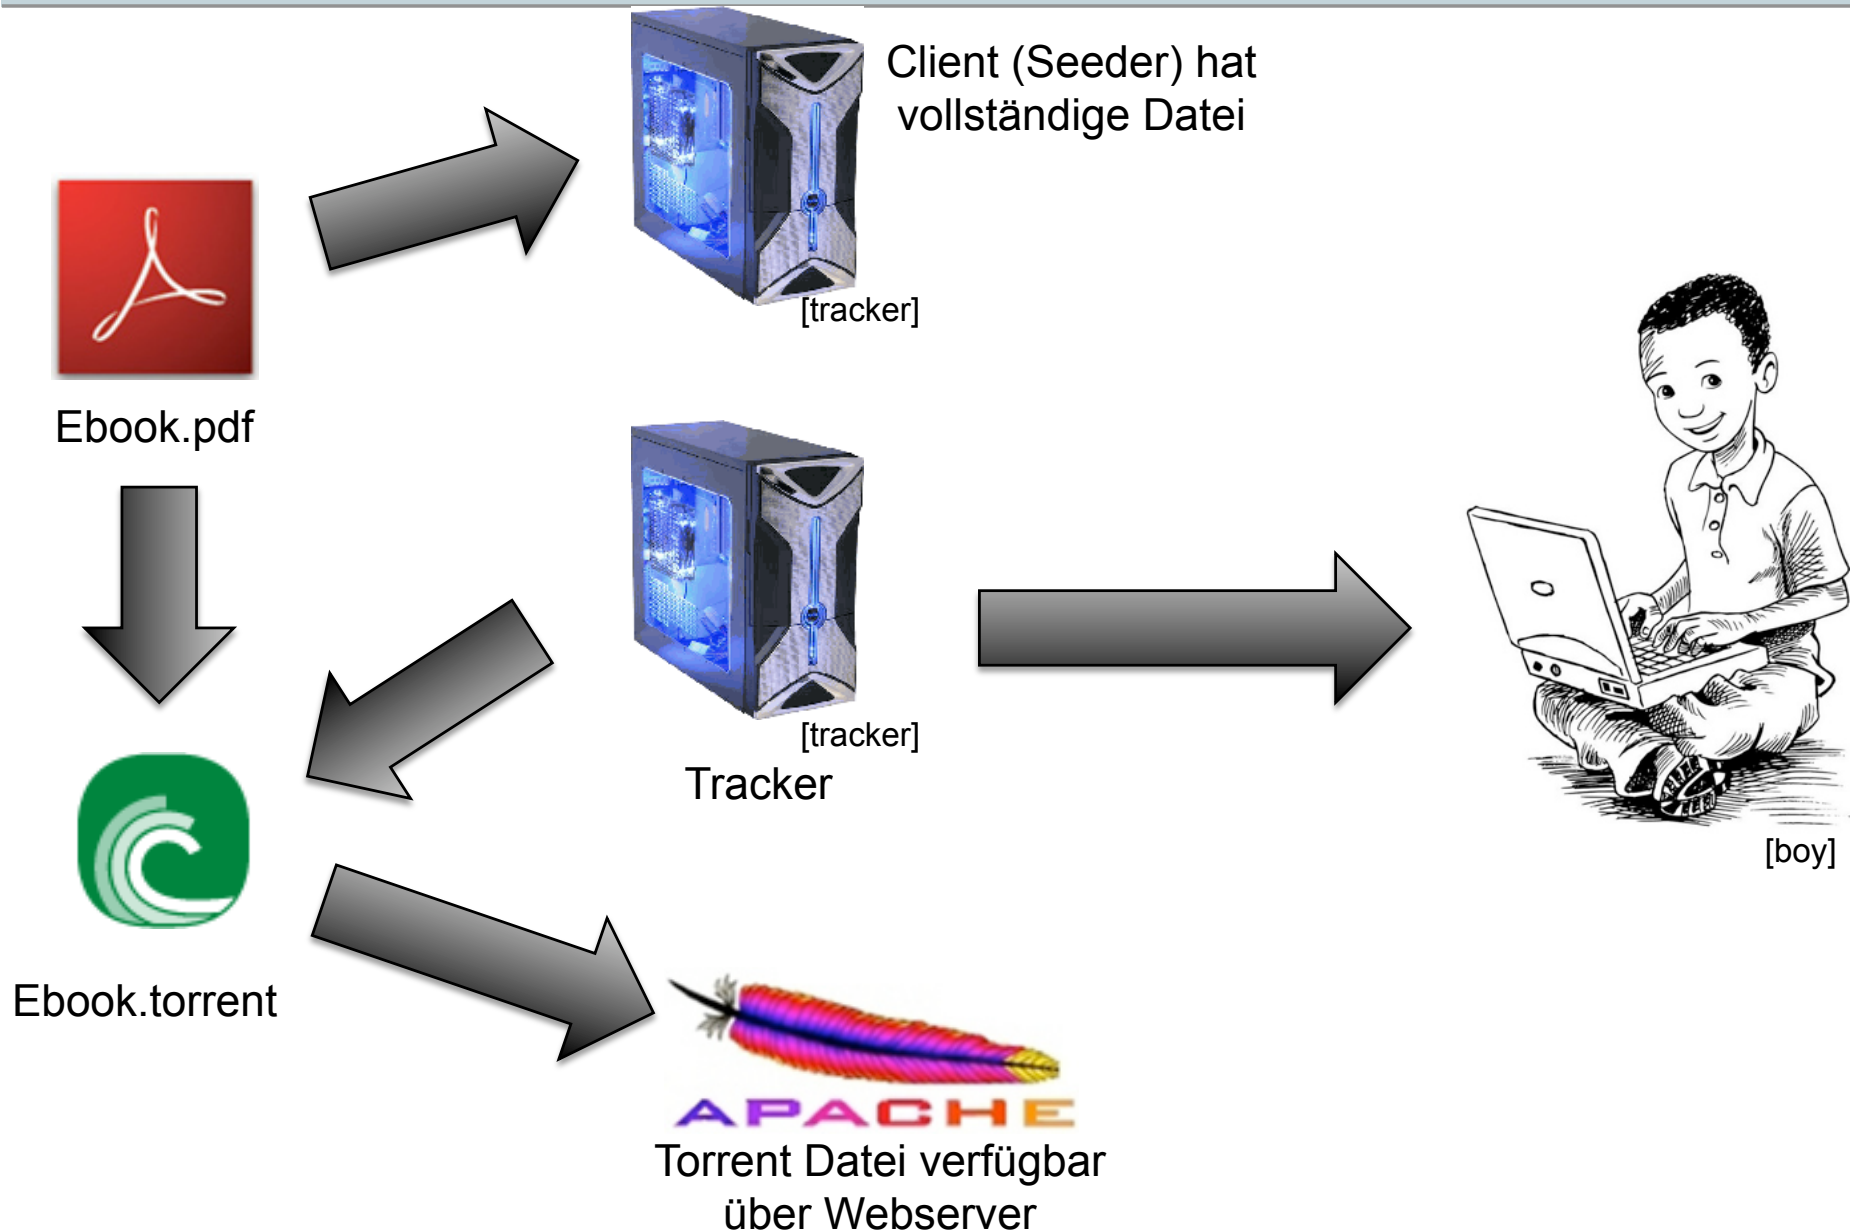 Client (Seeder) hat
vollständige Datei
[tracker]
Ebook.pdf
[tracker]
Tracker
[boy]
Ebook.torrent
APACHE
Torrent Datei verfügbar
über Webserver